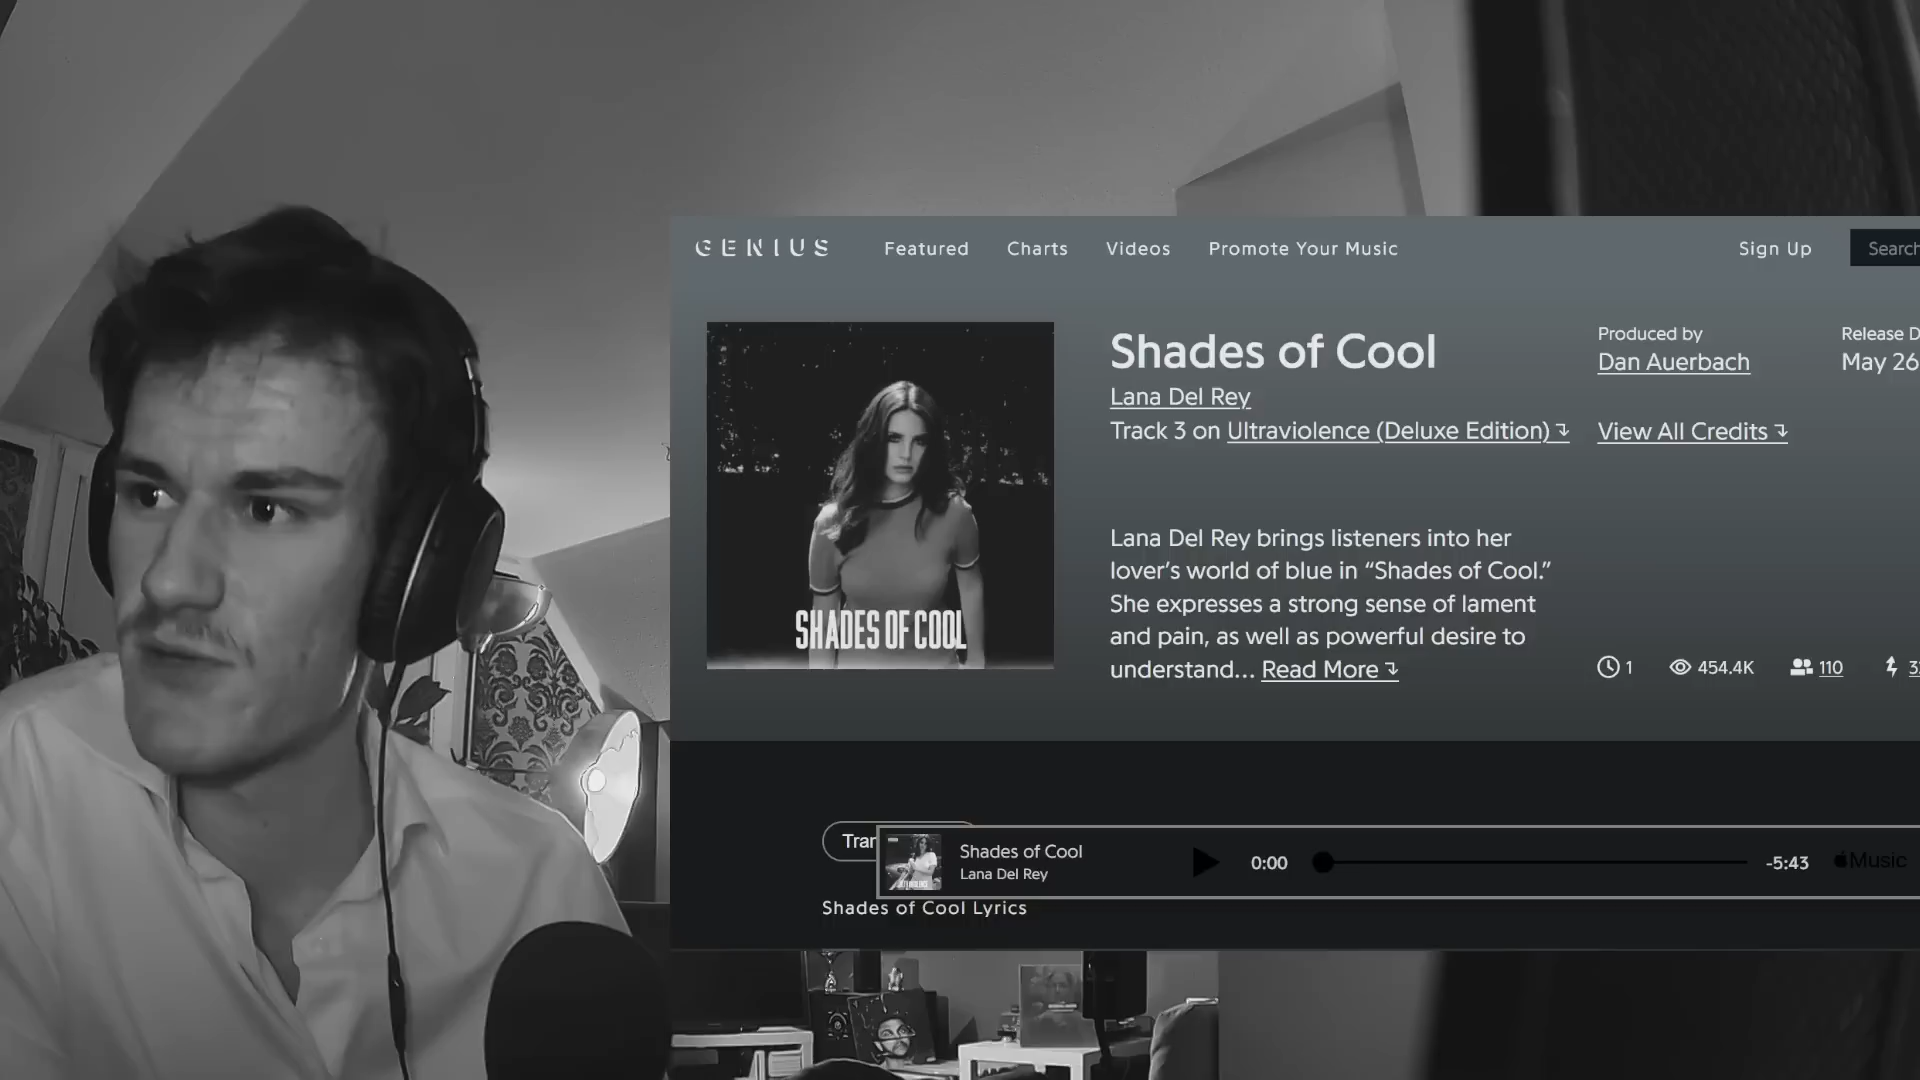 GENIUS
Featured
Charts
Videos
Promote Your Music
Sign Up
Search
SHADES OF COOL
Shades of Cool
Lana Del Rey
Track 3 on Ultraviolence (Deluxe Edition)
Produced by
Dan Auerbach
View All Credits
Release D
May 26
Lana Del Rey brings listeners into her
lover's world of blue in “Shades of Cool.”
She expresses a strong sense of lament
and pain, as well as powerful desire to
understand... Read More
1
454.4K
110
Tran
Shades of Cool
Lana Del Rey
0:00
-5:43
Music
Shades of Cool Lyrics